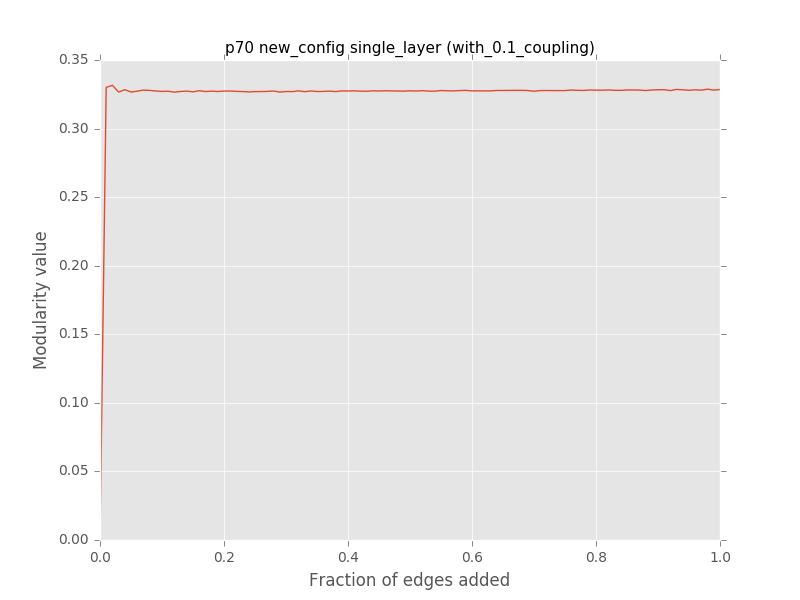 p70 new_config single_layer (with_0.1_coupling)
0.35
0.30
0.25
0.20
0.15
0.10
0.05
0.00
Modularity value
0.0 0.2 0.4 0.6 0.8 1.0
Fraction of edges added